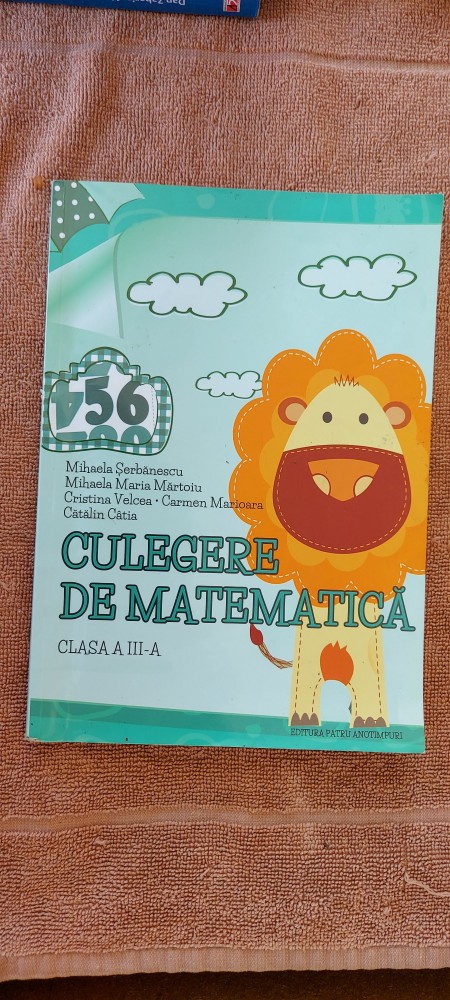 56
Mihaela Șerbănescu
Mihaela Maria Mărtoiu
Cristina Velcea • Carmen Marioara
Cătălin Câtia
CULEGERE
DE MATEMATICĂ
CLASA A III-A
EDITURA PATRU ANOTIMPURI